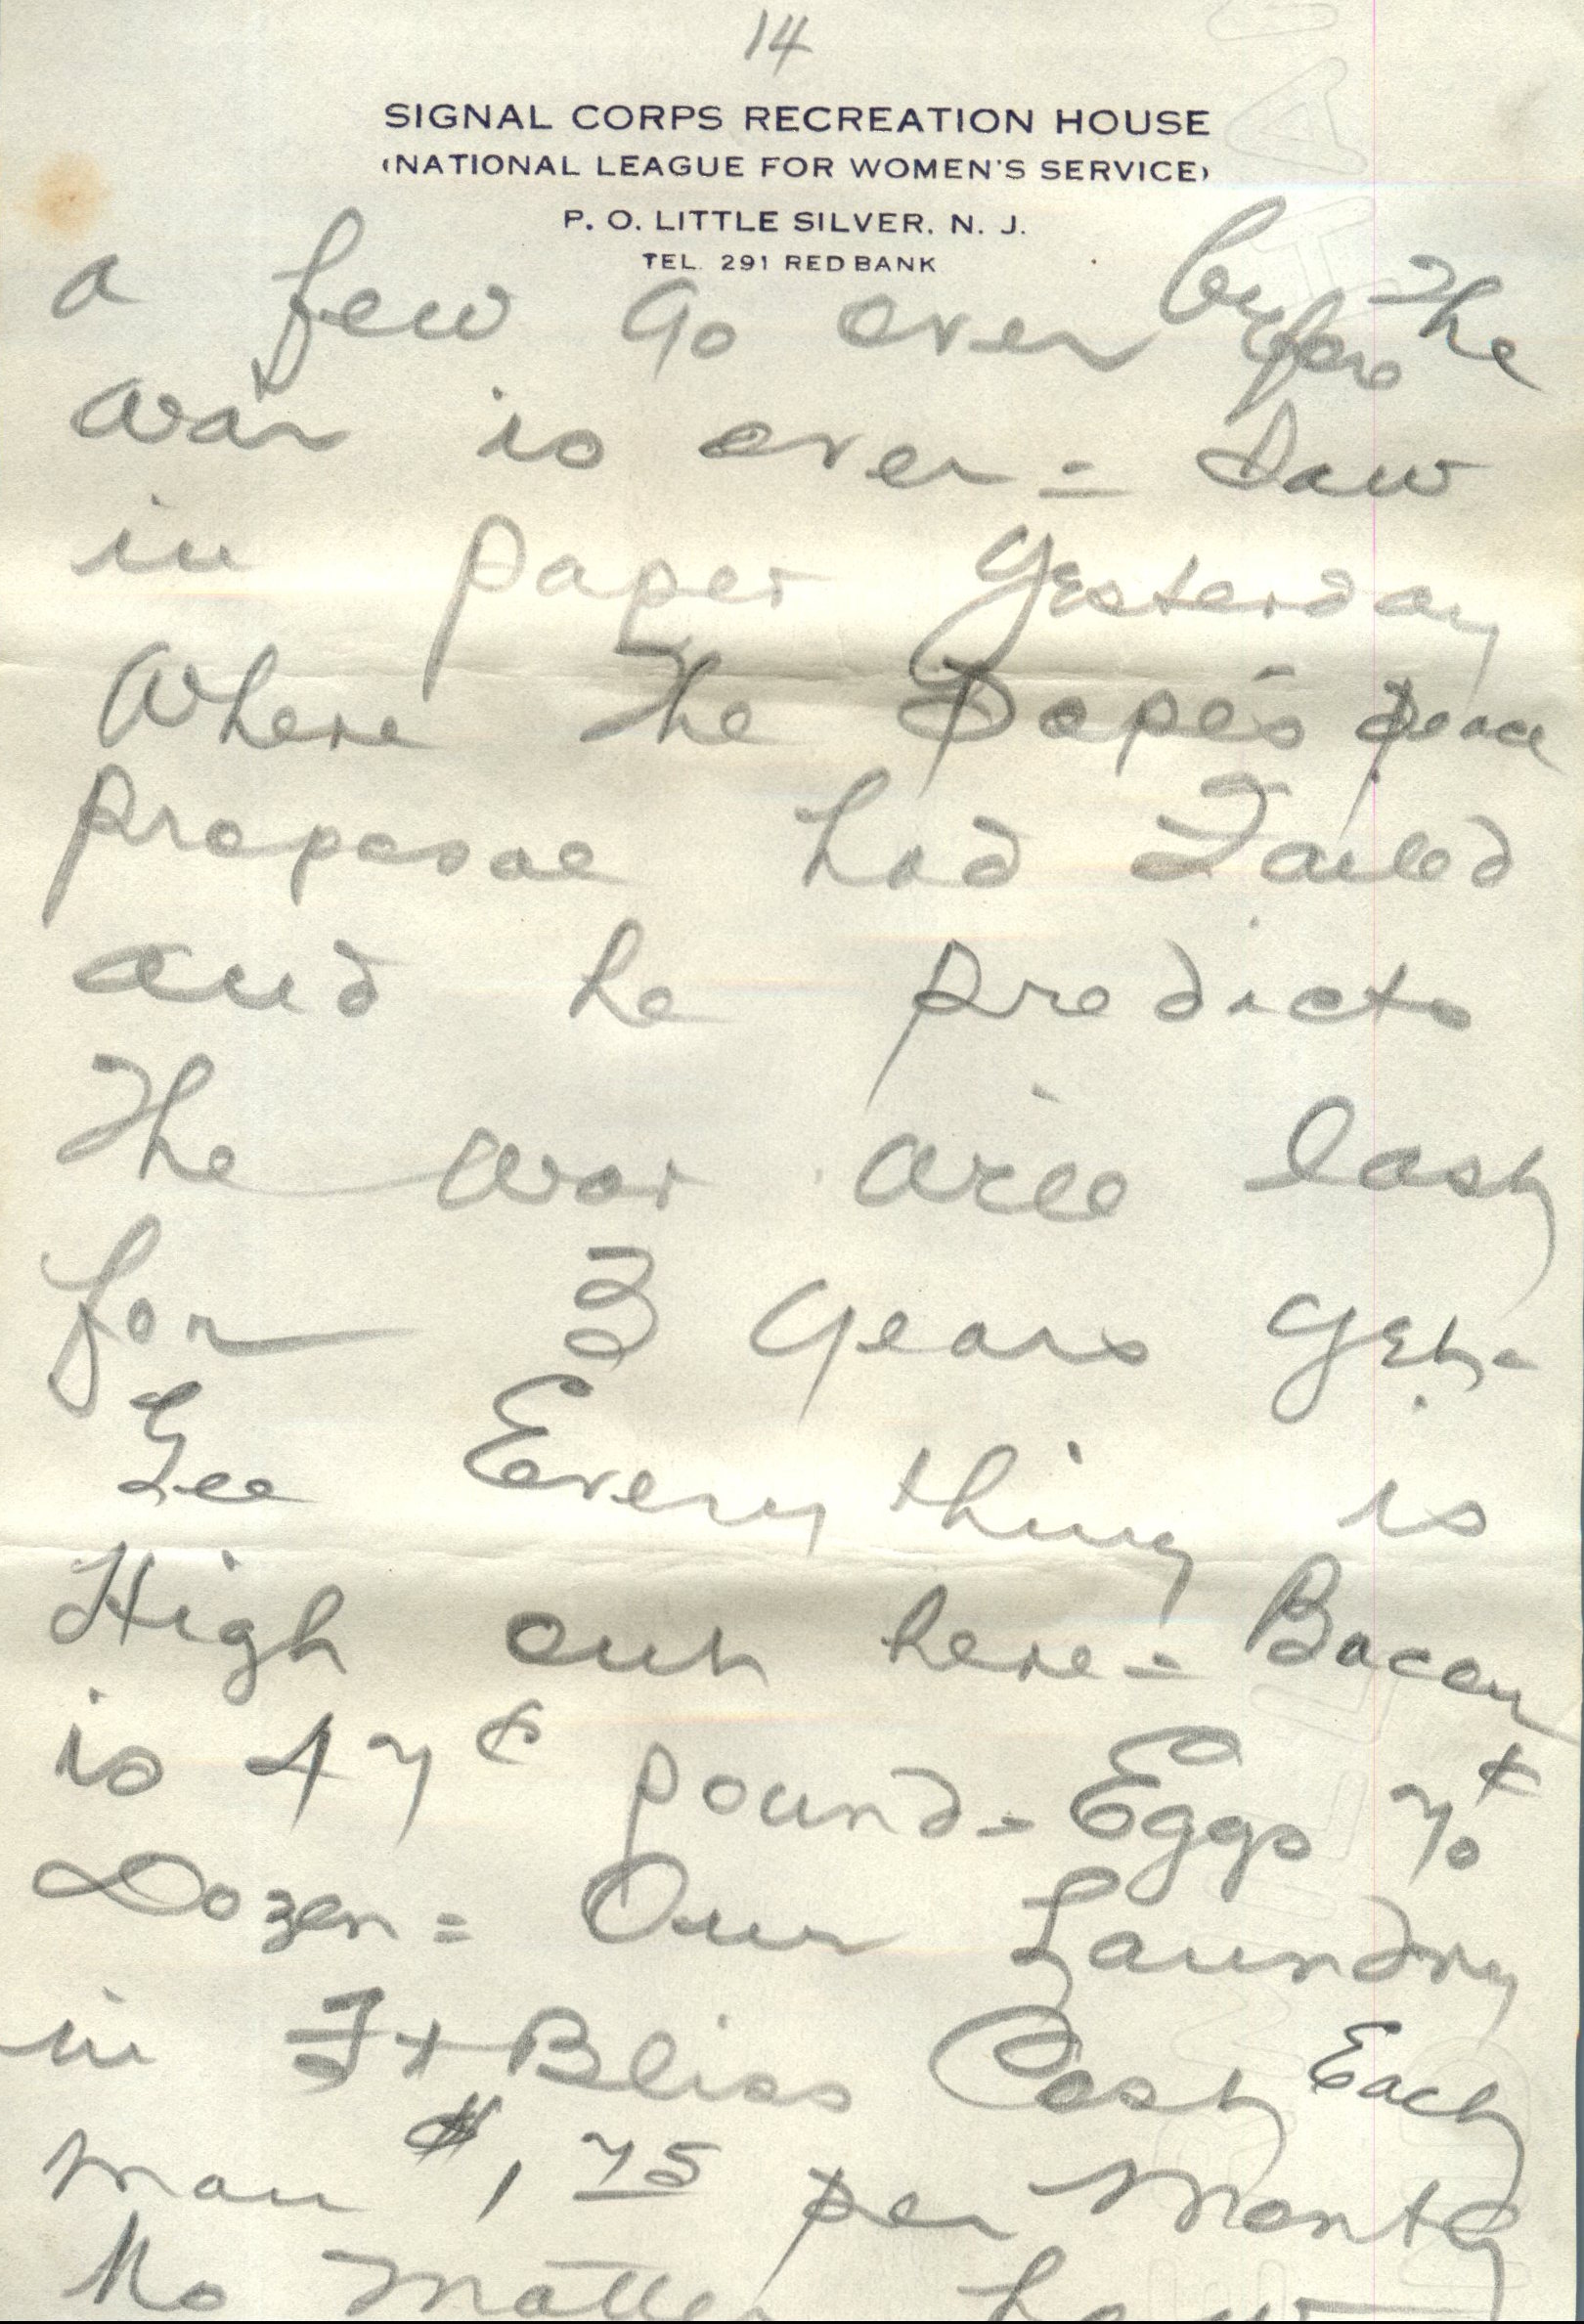 14
SIGNAL CORPS RECREATION HOUSE
(NATIONAL LEAGUE FOR WOMEN'S SERVICE)
P. O. LITTLE SILVER, N. J.
TEL. 291 RED BANK
a few go over before The
war is over = Saw
in paper yesterday
Where The Pope's peace
proposal had Failed
and he predicts
The war will last
for 3 years yet.=
Gee Every thing is
High out here = Bacon
is 47¢ pound = Eggs 70¢
Dozen = Our Laundry
in Ft Bliss Cost Each
man $1.75 per Month
No matter how